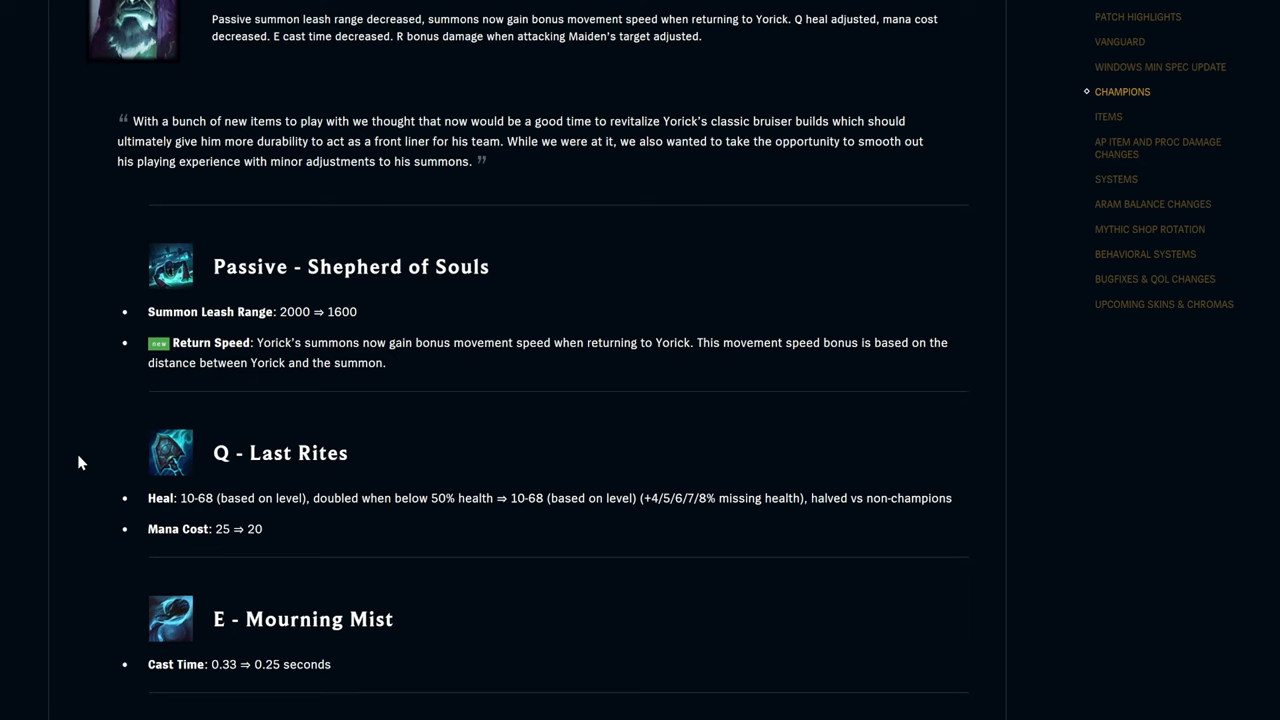 Passive summon leash range decreased, summons now gain bonus movement speed when returning to Yorick. Q heal adjusted, mana cost
decreased. E cast time decreased. R bonus damage when attacking Maiden's target adjusted.
“ With a bunch of new items to play with we thought that now would be a good time to revitalize Yorick's classic bruiser builds which should
ultimately give him more durability to act as a front liner for his team. While we were at it, we also wanted to take the opportunity to smooth out
his playing experience with minor adjustments to his summons. ”
Passive - Shepherd of Souls
• Summon Leash Range: 2000 ⇒ 1600
• new Return Speed: Yorick's summons now gain bonus movement speed when returning to Yorick. This movement speed bonus is based on the
distance between Yorick and the summon.
Q - Last Rites
• Heal: 10-68 (based on level), doubled when below 50% health ⇒ 10-68 (based on level) (+4/5/6/7/8% missing health), halved vs non-champions
• Mana Cost: 25 ⇒ 20
E - Mourning Mist
• Cast Time: 0.33 ⇒ 0.25 seconds
PATCH HIGHLIGHTS
VANGUARD
WINDOWS MIN SPEC UPDATE
CHAMPIONS
ITEMS
AP ITEM AND PROC DAMAGE
CHANGES
SYSTEMS
ARAM BALANCE CHANGES
MYTHIC SHOP ROTATION
BEHAVIORAL SYSTEMS
BUGFIXES & QOL CHANGES
UPCOMING SKINS & CHROMAS